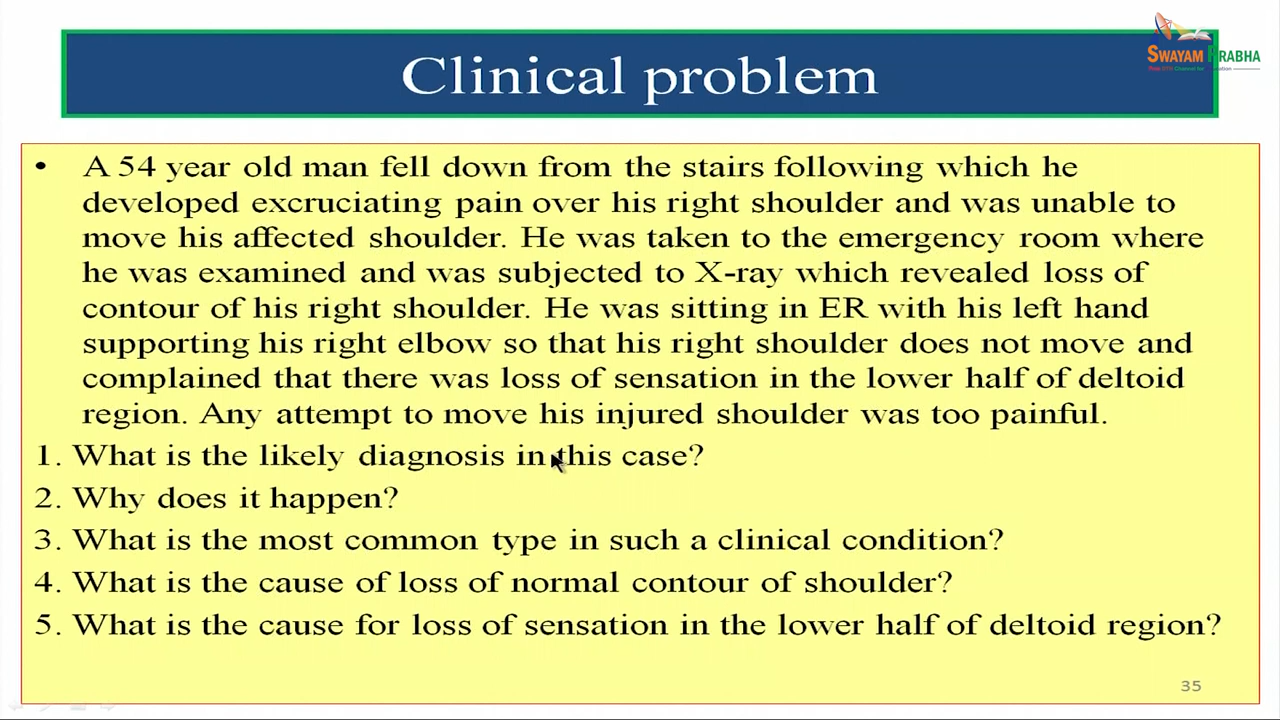 SWAYAM PRABHA
Clinical problem
• A 54 year old man fell down from the stairs following which he
developed excruciating pain over his right shoulder and was unable to
move his affected shoulder. He was taken to the emergency room where
he was examined and was subjected to X-ray which revealed loss of
contour of his right shoulder. He was sitting in ER with his left hand
supporting his right elbow so that his right shoulder does not move and
complained that there was loss of sensation in the lower half of deltoid
region. Any attempt to move his injured shoulder was too painful.
1. What is the likely diagnosis in this case?
2. Why does it happen?
3. What is the most common type in such a clinical condition?
4. What is the cause of loss of normal contour of shoulder?
5. What is the cause for loss of sensation in the lower half of deltoid region?
35